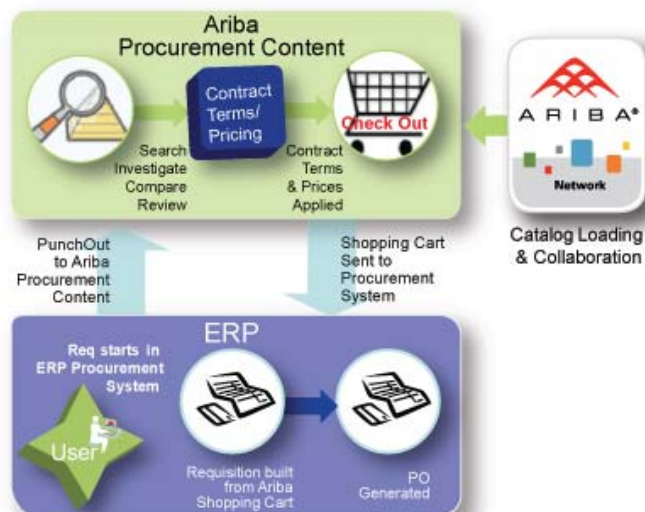 Ariba
Procurement Content
Contract
Terms/
Pricing
Check Out
Search
Investigate
Compare
Review
Contract
Terms
& Prices
Applied
ARIBA®
Network
Catalog Loading
& Collaboration
PunchOut
to Ariba
Procurement
Content
Shopping Cart
Sent to
Procurement
System
ERP
Req starts in
ERP Procurement
System
User
Requisition built
from Ariba
Shopping Cart
PO
Generated